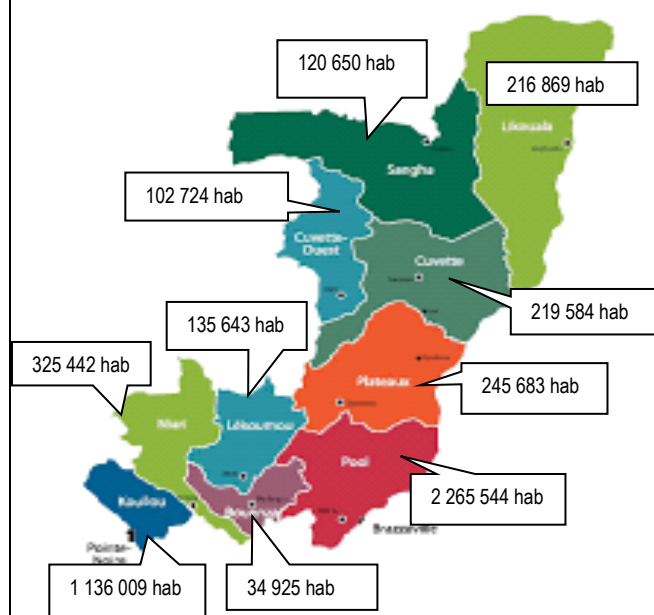 120 650 hab
216 869 hab
Likouala
Sangha
102 724 hab
Cuvette-
Ouest
Cuvette
219 584 hab
135 643 hab
325 442 hab
Plateaux
245 683 hab
Niari
Lékoumou
Pool
2 265 544 hab
Kouilou
Brazzaville
Pointe-
Noire
1 136 009 hab
34 925 hab